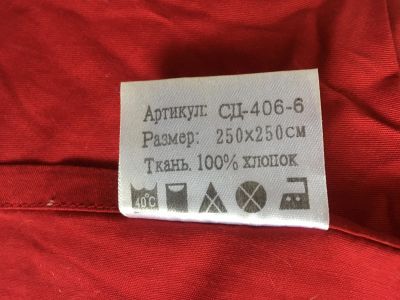 Артикул: СД-406-6
Размер: 250х250см
Ткань. 100% хлопок
40°C